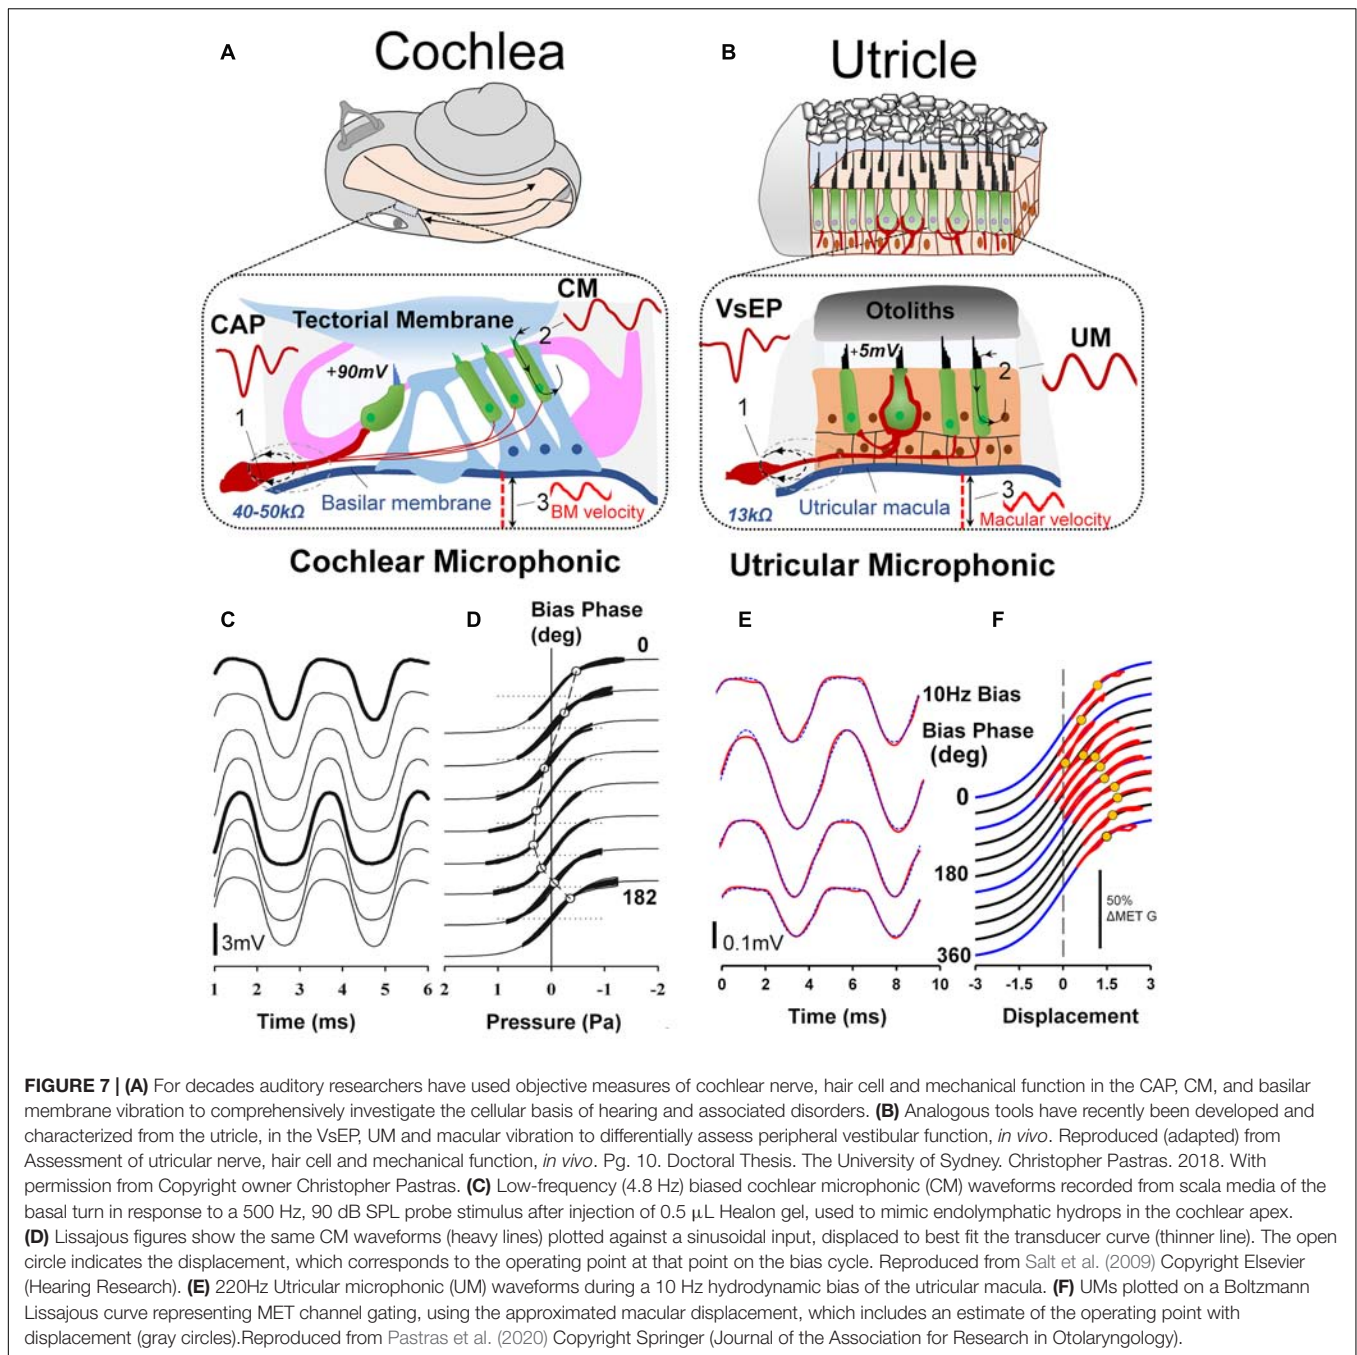 A
Cochlea
B
Utricle
CAP
Tectorial Membrane
CM
2
+90mV
1
40-50kΩ
Basilar membrane
3
BM velocity
VsEP
Otoliths
UM
+5mV
2
1
13kΩ
Utricular macula
3
Macular velocity
Cochlear Microphonic
Utricular Microphonic
C
D
Bias Phase
(deg)
0
182
3mV
1 2 3 4 5 6
Time (ms)
2 1 0 -1 -2
Pressure (Pa)
E
F
10Hz Bias
Bias Phase
(deg)
0
180
360
50%
ΔMET G
0.1mV
0 2 4 6 8 10
Time (ms)
-3 -1.5 0 1.5 3
Displacement
FIGURE 7 | (A) For decades auditory researchers have used objective measures of cochlear nerve, hair cell and mechanical function in the CAP, CM, and basilar
membrane vibration to comprehensively investigate the cellular basis of hearing and associated disorders. (B) Analogous tools have recently been developed and
characterized from the utricle, in the VsEP, UM and macular vibration to differentially assess peripheral vestibular function, in vivo. Reproduced (adapted) from
Assessment of utricular nerve, hair cell and mechanical function, in vivo. Pg. 10. Doctoral Thesis. The University of Sydney. Christopher Pastras. 2018. With
permission from Copyright owner Christopher Pastras. (C) Low-frequency (4.8 Hz) biased cochlear microphonic (CM) waveforms recorded from scala media of the
basal turn in response to a 500 Hz, 90 dB SPL probe stimulus after injection of 0.5 μL Healon gel, used to mimic endolymphatic hydrops in the cochlear apex.
(D) Lissajous figures show the same CM waveforms (heavy lines) plotted against a sinusoidal input, displaced to best fit the transducer curve (thinner line). The open
circle indicates the displacement, which corresponds to the operating point at that point on the bias cycle. Reproduced from Salt et al. (2009) Copyright Elsevier
(Hearing Research). (E) 220Hz Utricular microphonic (UM) waveforms during a 10 Hz hydrodynamic bias of the utricular macula. (F) UMs plotted on a Boltzmann
Lissajous curve representing MET channel gating, using the approximated macular displacement, which includes an estimate of the operating point with
displacement (gray circles).Reproduced from Pastras et al. (2020) Copyright Springer (Journal of the Association for Research in Otolaryngology).